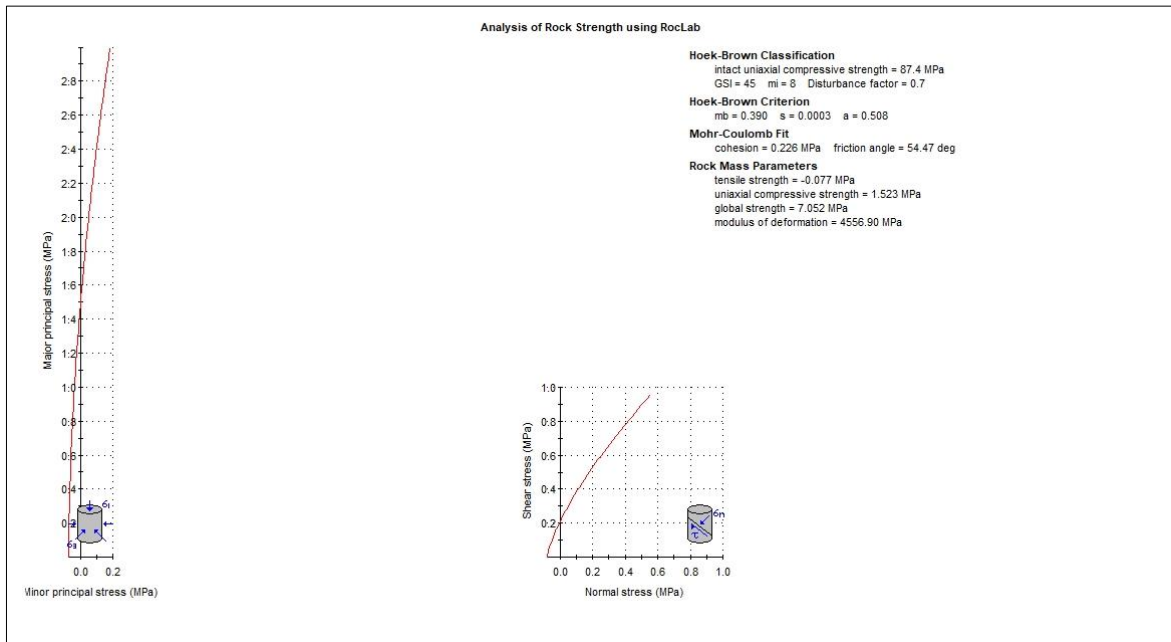 Analysis of Rock Strength using RocLab
Hoek-Brown Classification
intact uniaxial compressive strength = 87.4 MPa
GSI = 45 mi = 8 Disturbance factor = 0.7
Hoek-Brown Criterion
mb = 0.390 s = 0.0003 a = 0.508
Mohr-Coulomb Fit
cohesion = 0.226 MPa friction angle = 54.47 deg
Rock Mass Parameters
tensile strength = -0.077 MPa
uniaxial compressive strength = 1.523 MPa
global strength = 7.052 MPa
modulus of deformation = 4556.90 MPa
Major principal stress (MPa)
2.8
2.6
2.4
2.2
2.0
1.8
1.6
1.4
1.2
1.0
0.8
0.6
0.4
0.2
σ1
σ3
0.0 0.2
Minor principal stress (MPa)
Shear stress (MPa)
1.0
0.8
0.6
0.4
0.2
σn
τ
0.0 0.2 0.4 0.6 0.8 1.0
Normal stress (MPa)